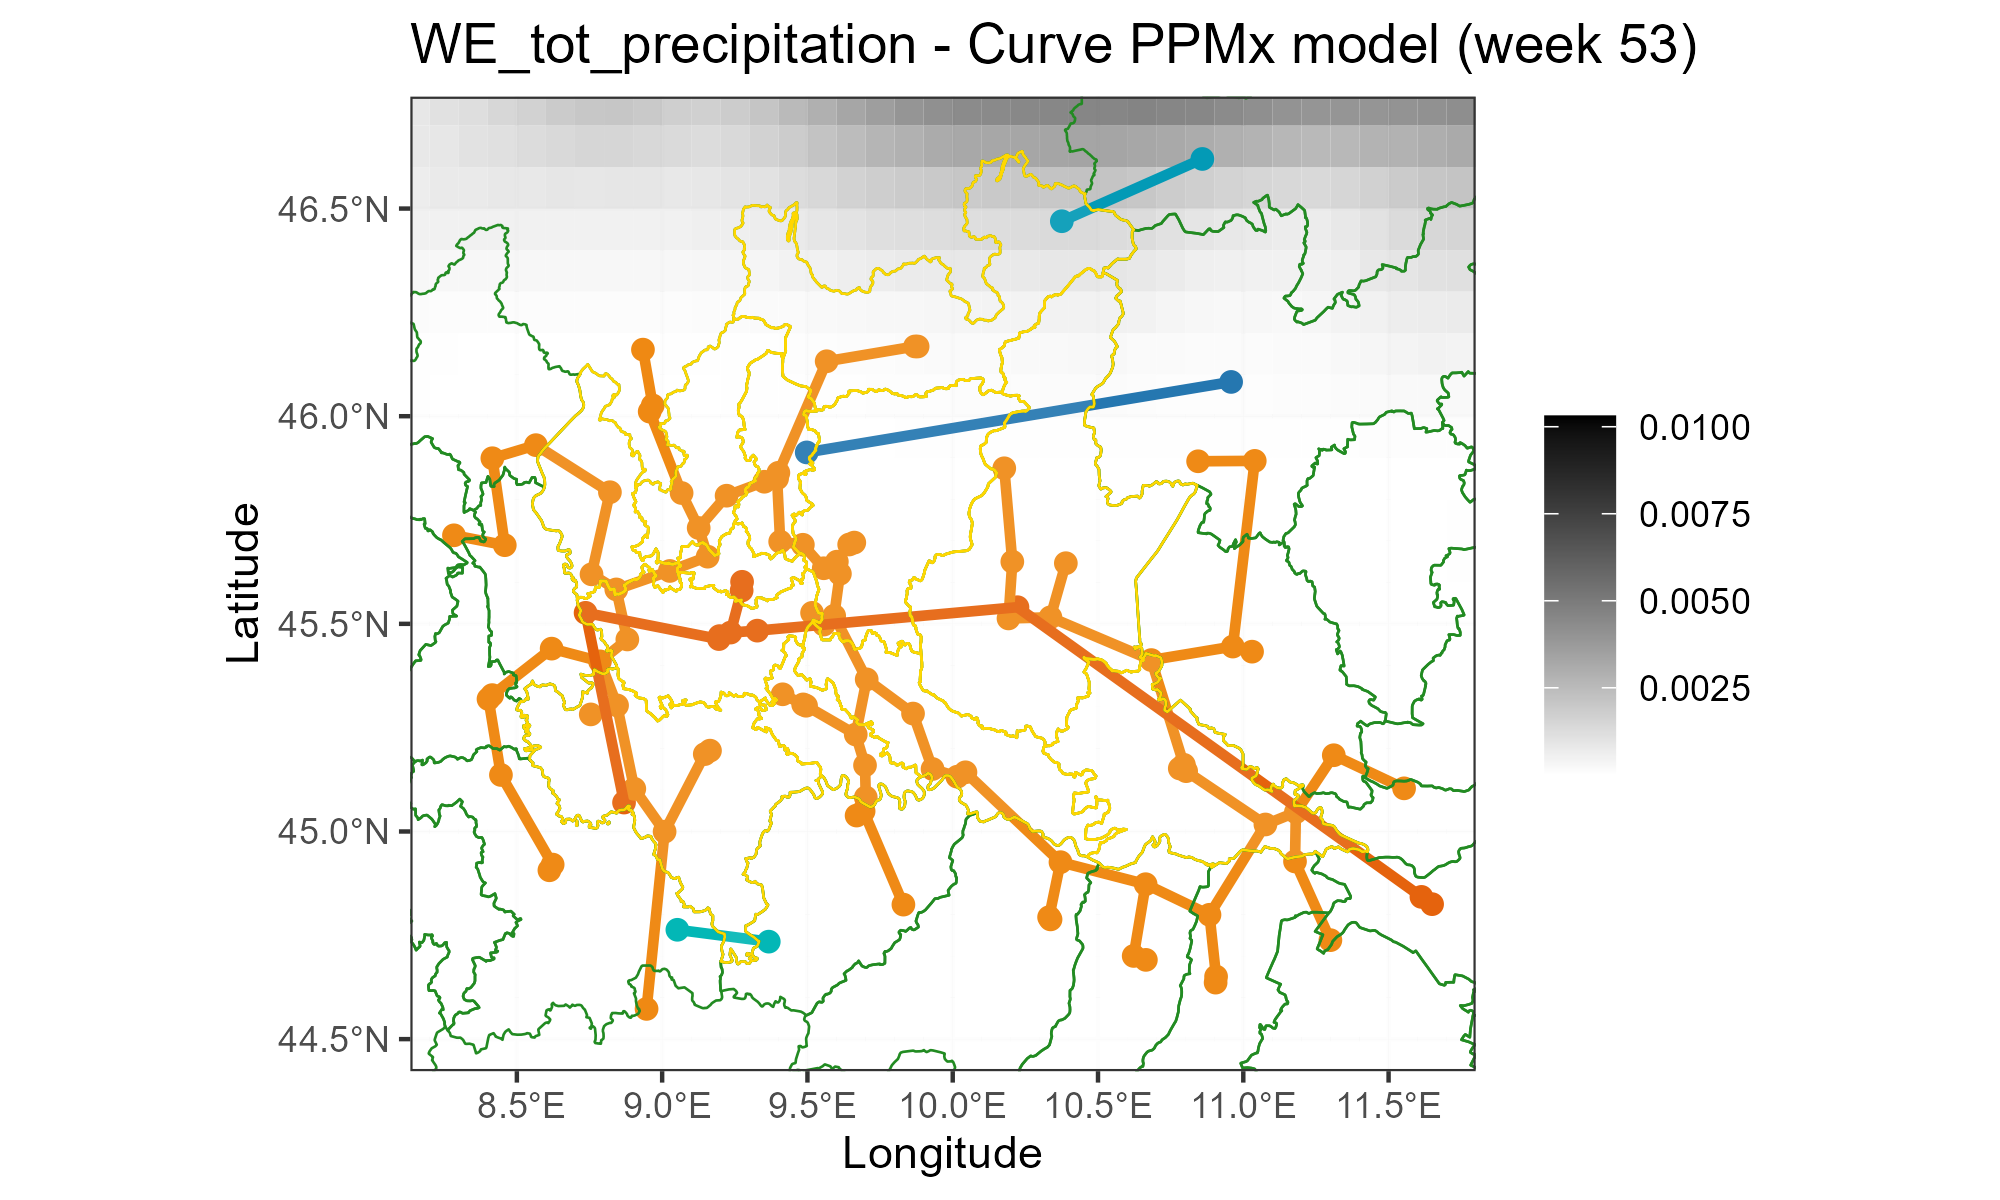 WE_tot_precipitation - Curve PPMx model (week 53)
46.5°N
46.0°N
45.5°N
45.0°N
44.5°N
Latitude
8.5°E 9.0°E 9.5°E 10.0°E 10.5°E 11.0°E 11.5°E
Longitude
0.0100
0.0075
0.0050
0.0025